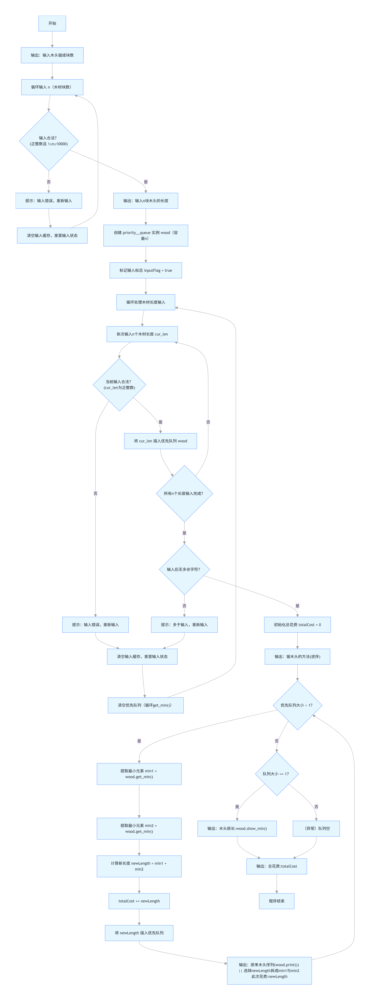 开始
输出：输入木头锯成块数
循环输入 n（木材块数）
输入合法？
(正整数且 1≤n≤10000)
否
是
提示：输入错误，重新输入
输出：输入n块木头的长度
清空输入缓存，重置输入状态
创建 priority__queue 实例 wood（容
量n）
标记输入标志 inputFlag = true
循环处理木材长度输入
依次输入n个木材长度 cur_len
当前输入合法？
(cur_len为正整数)
是
否
将 cur_len 插入优先队列 wood
否
所有n个长度输入完成？
是
输入后无多余字符？
否
是
提示：输入错误，重新输入
提示：多于输入，重新输入
初始化总花费 totalCost = 0
清空输入缓存，重置输入状态
输出：锯木头的方法(逆序)
清空优先队列（循环get_min()）
优先队列大小 > 1？
是
否
提取最小元素 min1 =
wood.get_min()
队列大小 == 1？
是
否
提取最小元素 min2 =
wood.get_min()
输出：木头原长:wood.show_min()
（异常）队列空
计算新长度 newLength = min1 +
min2
输出：总花费:totalCost
totalCost += newLength
程序结束
将 newLength 插入优先队列
输出：原来木头序列(wood.print())
|| 选择newLength拆成min1与min2
此次花费:newLength